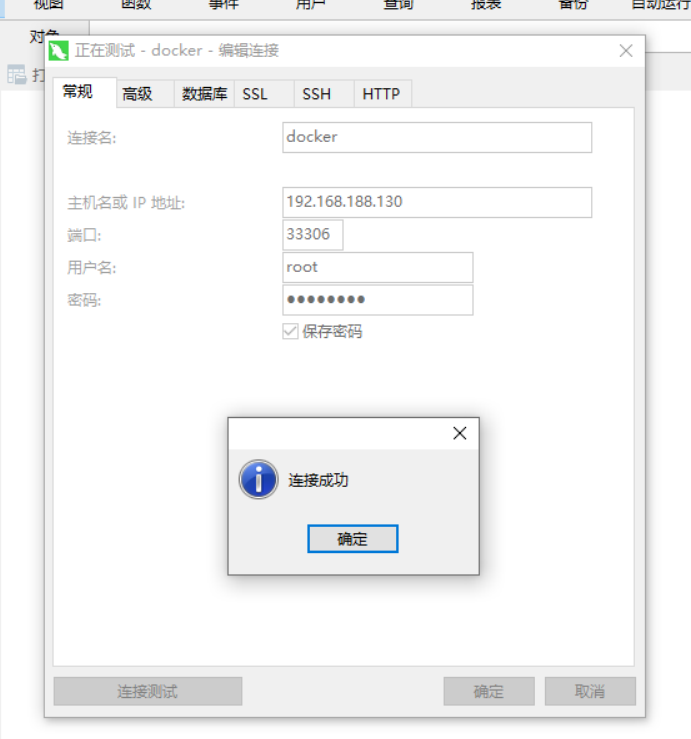 视图 函数 事件 用户 查询 报表 备份 自动运行
对象
正在测试 - docker - 编辑连接
打
常规 高级 数据库 SSL SSH HTTP
连接名: docker
主机名或 IP 地址: 192.168.188.130
端口: 33306
用户名: root
密码: ●●●●●●●●
保存密码
连接成功
确定
连接测试 确定 取消